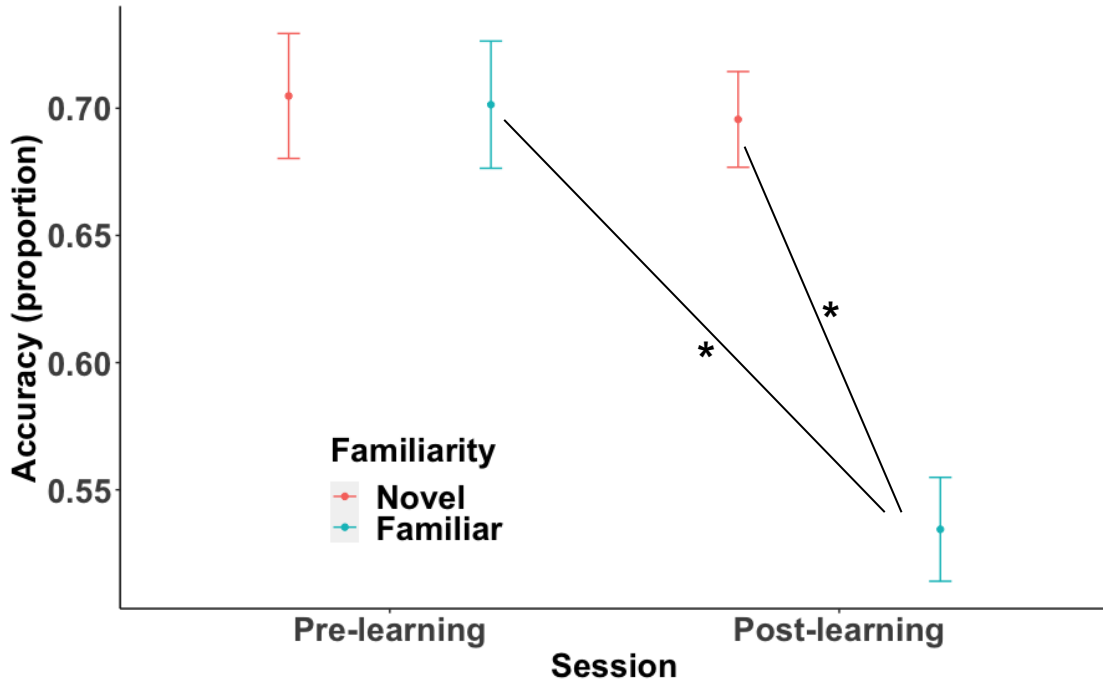 Accuracy (proportion)
0.70
0.65
0.60
0.55
*
*
Familiarity
Novel
Familiar
Pre-learning
Post-learning
Session